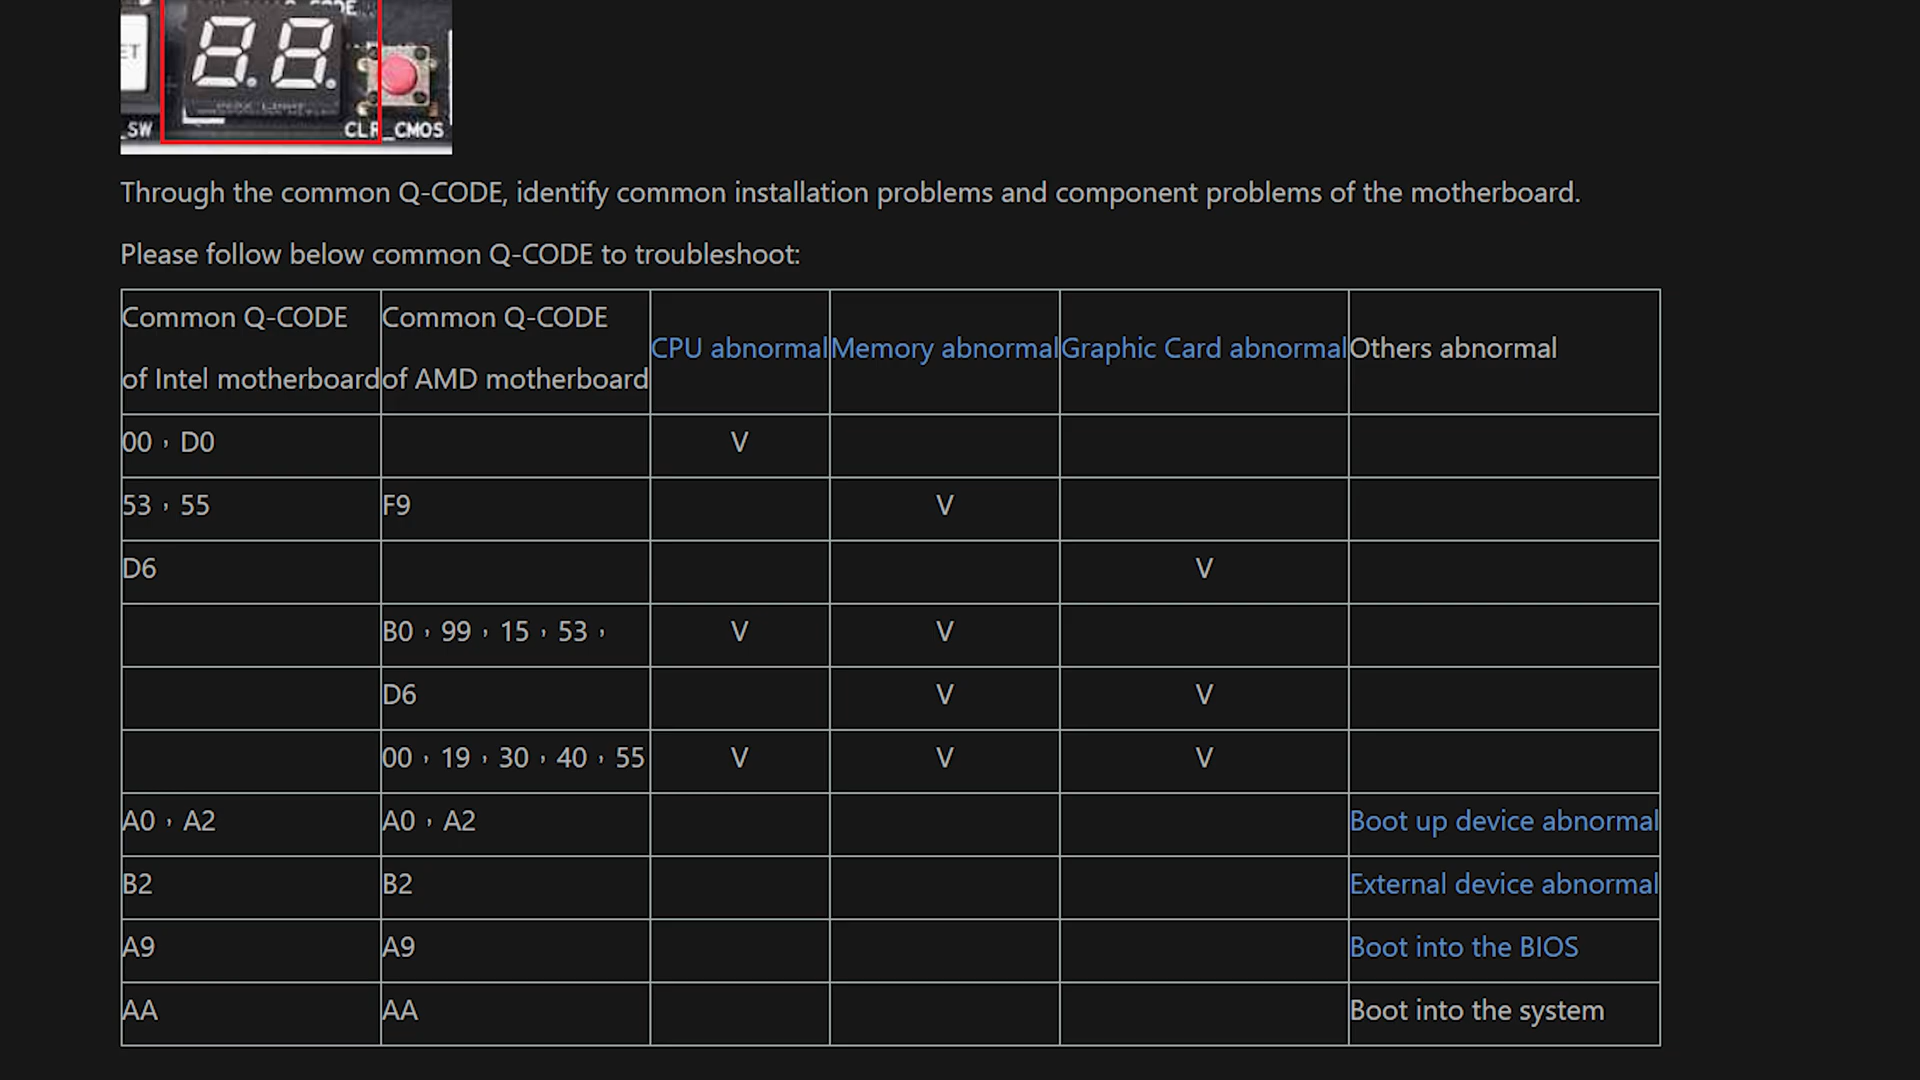 ET
88
_SW
CLR_CMOS
Through the common Q-CODE, identify common installation problems and component problems of the motherboard.
Please follow below common Q-CODE to troubleshoot:
Common Q-CODE of Intel motherboard Common Q-CODE of AMD motherboard CPU abnormal Memory abnormal Graphic Card abnormal Others abnormal
00，D0 V
53，55 F9 V
D6 V
B0，99，15，53， V V
D6 V V
00，19，30，40，55 V V V
A0，A2 A0，A2 Boot up device abnormal
B2 B2 External device abnormal
A9 A9 Boot into the BIOS
AA AA Boot into the system